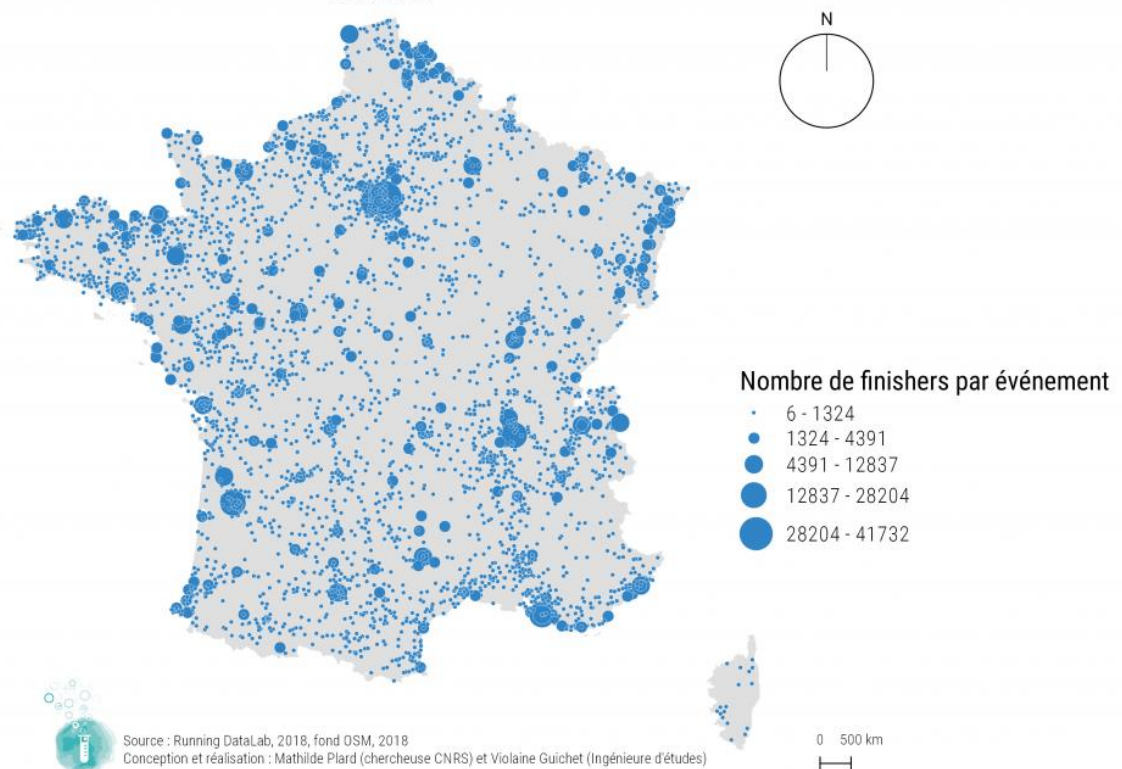 N
Nombre de finishers par événement
6 - 1324
1324 - 4391
4391 - 12837
12837 - 28204
28204 - 41732
0 500 km
Source : Running DataLab, 2018, fond OSM, 2018
Conception et réalisation : Mathilde Plard (chercheuse CNRS) et Violaine Guichet (Ingénieure d'études)